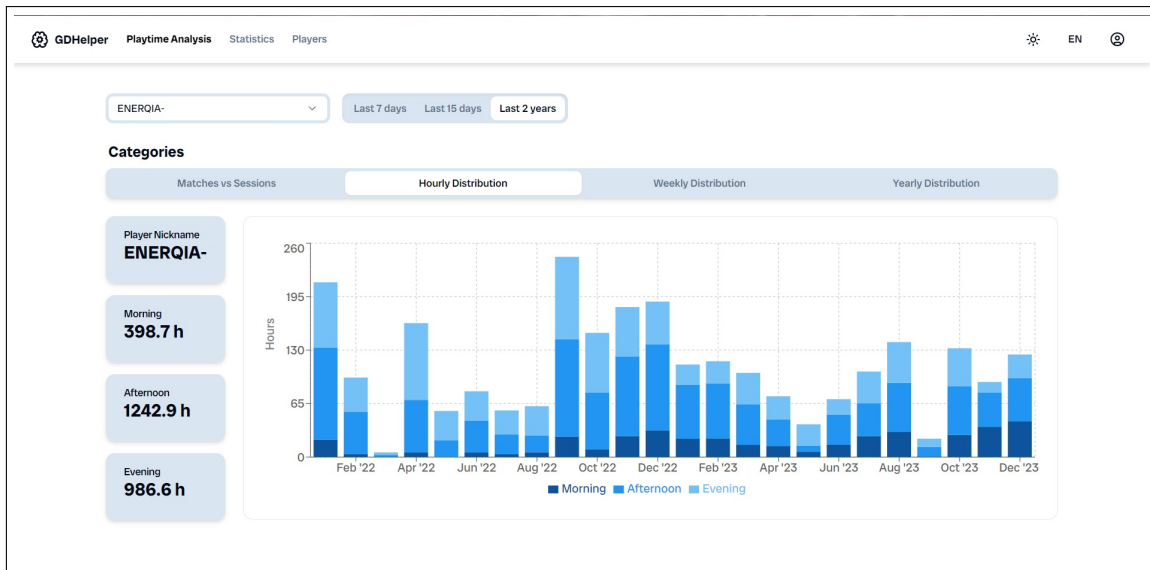 GDHelper Playtime Analysis Statistics Players EN
ENERQIA- Last 7 days Last 15 days Last 2 years
Categories
Matches vs Sessions Hourly Distribution Weekly Distribution Yearly Distribution
Player Nickname
ENERQIA-
Morning
398.7 h
Afternoon
1242.9 h
Evening
986.6 h
Hours
260
195
130
65
0
Feb '22 Apr '22 Jun '22 Aug '22 Oct '22 Dec '22 Feb '23 Apr '23 Jun '23 Aug '23 Oct '23 Dec '23
Morning Afternoon Evening